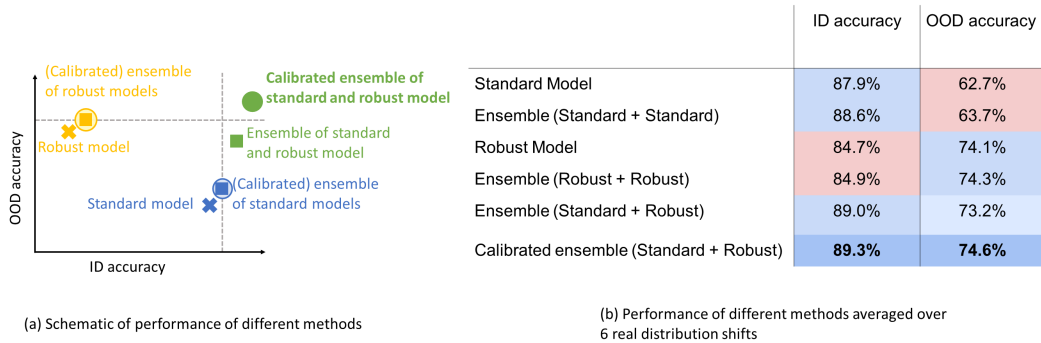 (Calibrated) ensemble
of robust models
Calibrated ensemble of
standard and robust model
Robust model
Ensemble of standard
and robust model
(Calibrated) ensemble
of standard models
Standard model
OOD accuracy
ID accuracy
(a) Schematic of performance of different methods
ID accuracy OOD accuracy
Standard Model 87.9% 62.7%
Ensemble (Standard + Standard) 88.6% 63.7%
Robust Model 84.7% 74.1%
Ensemble (Robust + Robust) 84.9% 74.3%
Ensemble (Standard + Robust) 89.0% 73.2%
Calibrated ensemble (Standard + Robust) 89.3% 74.6%
(b) Performance of different methods averaged over
6 real distribution shifts